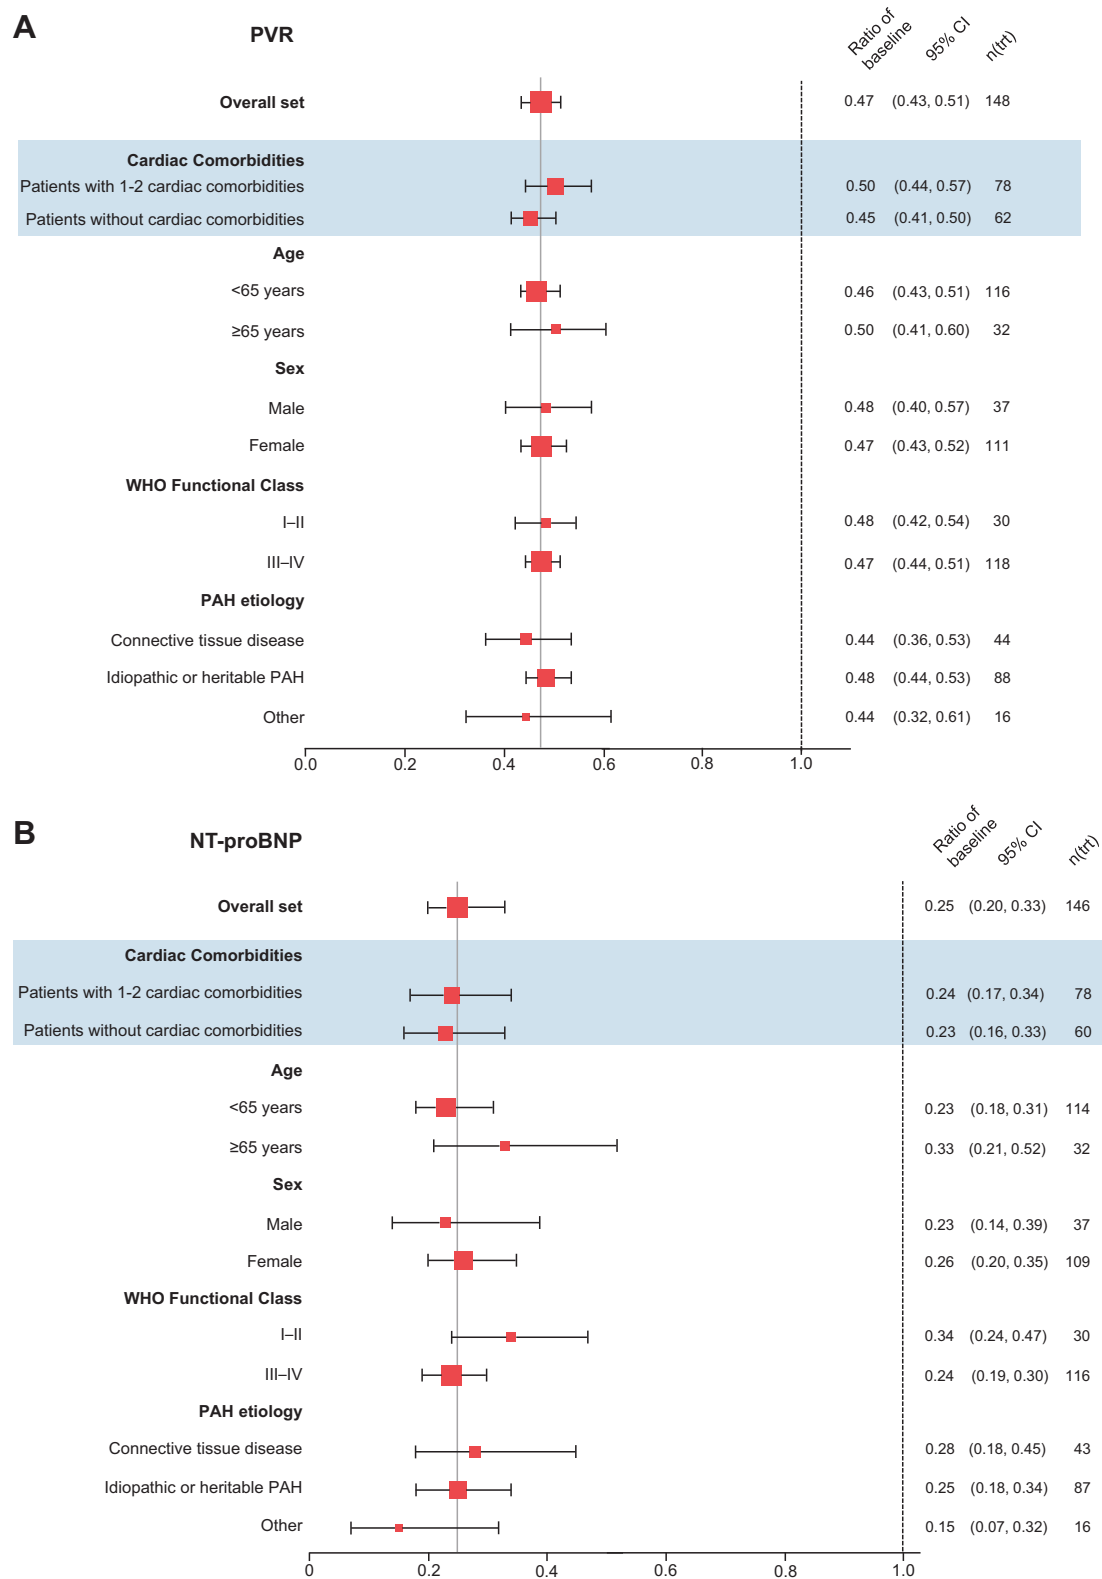 A
PVR
Ratio of baseline 95% CI n(trt)
Overall set 0.47 (0.43, 0.51) 148
Cardiac Comorbidities
Patients with 1-2 cardiac comorbidities 0.50 (0.44, 0.57) 78
Patients without cardiac comorbidities 0.45 (0.41, 0.50) 62
Age
<65 years 0.46 (0.43, 0.51) 116
≥65 years 0.50 (0.41, 0.60) 32
Sex
Male 0.48 (0.40, 0.57) 37
Female 0.47 (0.43, 0.52) 111
WHO Functional Class
I–II 0.48 (0.42, 0.54) 30
III–IV 0.47 (0.44, 0.51) 118
PAH etiology
Connective tissue disease 0.44 (0.36, 0.53) 44
Idiopathic or heritable PAH 0.48 (0.44, 0.53) 88
Other 0.44 (0.32, 0.61) 16
0.0 0.2 0.4 0.6 0.8 1.0
B
NT-proBNP
Ratio of baseline 95% CI n(trt)
Overall set 0.25 (0.20, 0.33) 146
Cardiac Comorbidities
Patients with 1-2 cardiac comorbidities 0.24 (0.17, 0.34) 78
Patients without cardiac comorbidities 0.23 (0.16, 0.33) 60
Age
<65 years 0.23 (0.18, 0.31) 114
≥65 years 0.33 (0.21, 0.52) 32
Sex
Male 0.23 (0.14, 0.39) 37
Female 0.26 (0.20, 0.35) 109
WHO Functional Class
I–II 0.34 (0.24, 0.47) 30
III–IV 0.24 (0.19, 0.30) 116
PAH etiology
Connective tissue disease 0.28 (0.18, 0.45) 43
Idiopathic or heritable PAH 0.25 (0.18, 0.34) 87
Other 0.15 (0.07, 0.32) 16
0 0.2 0.4 0.6 0.8 1.0